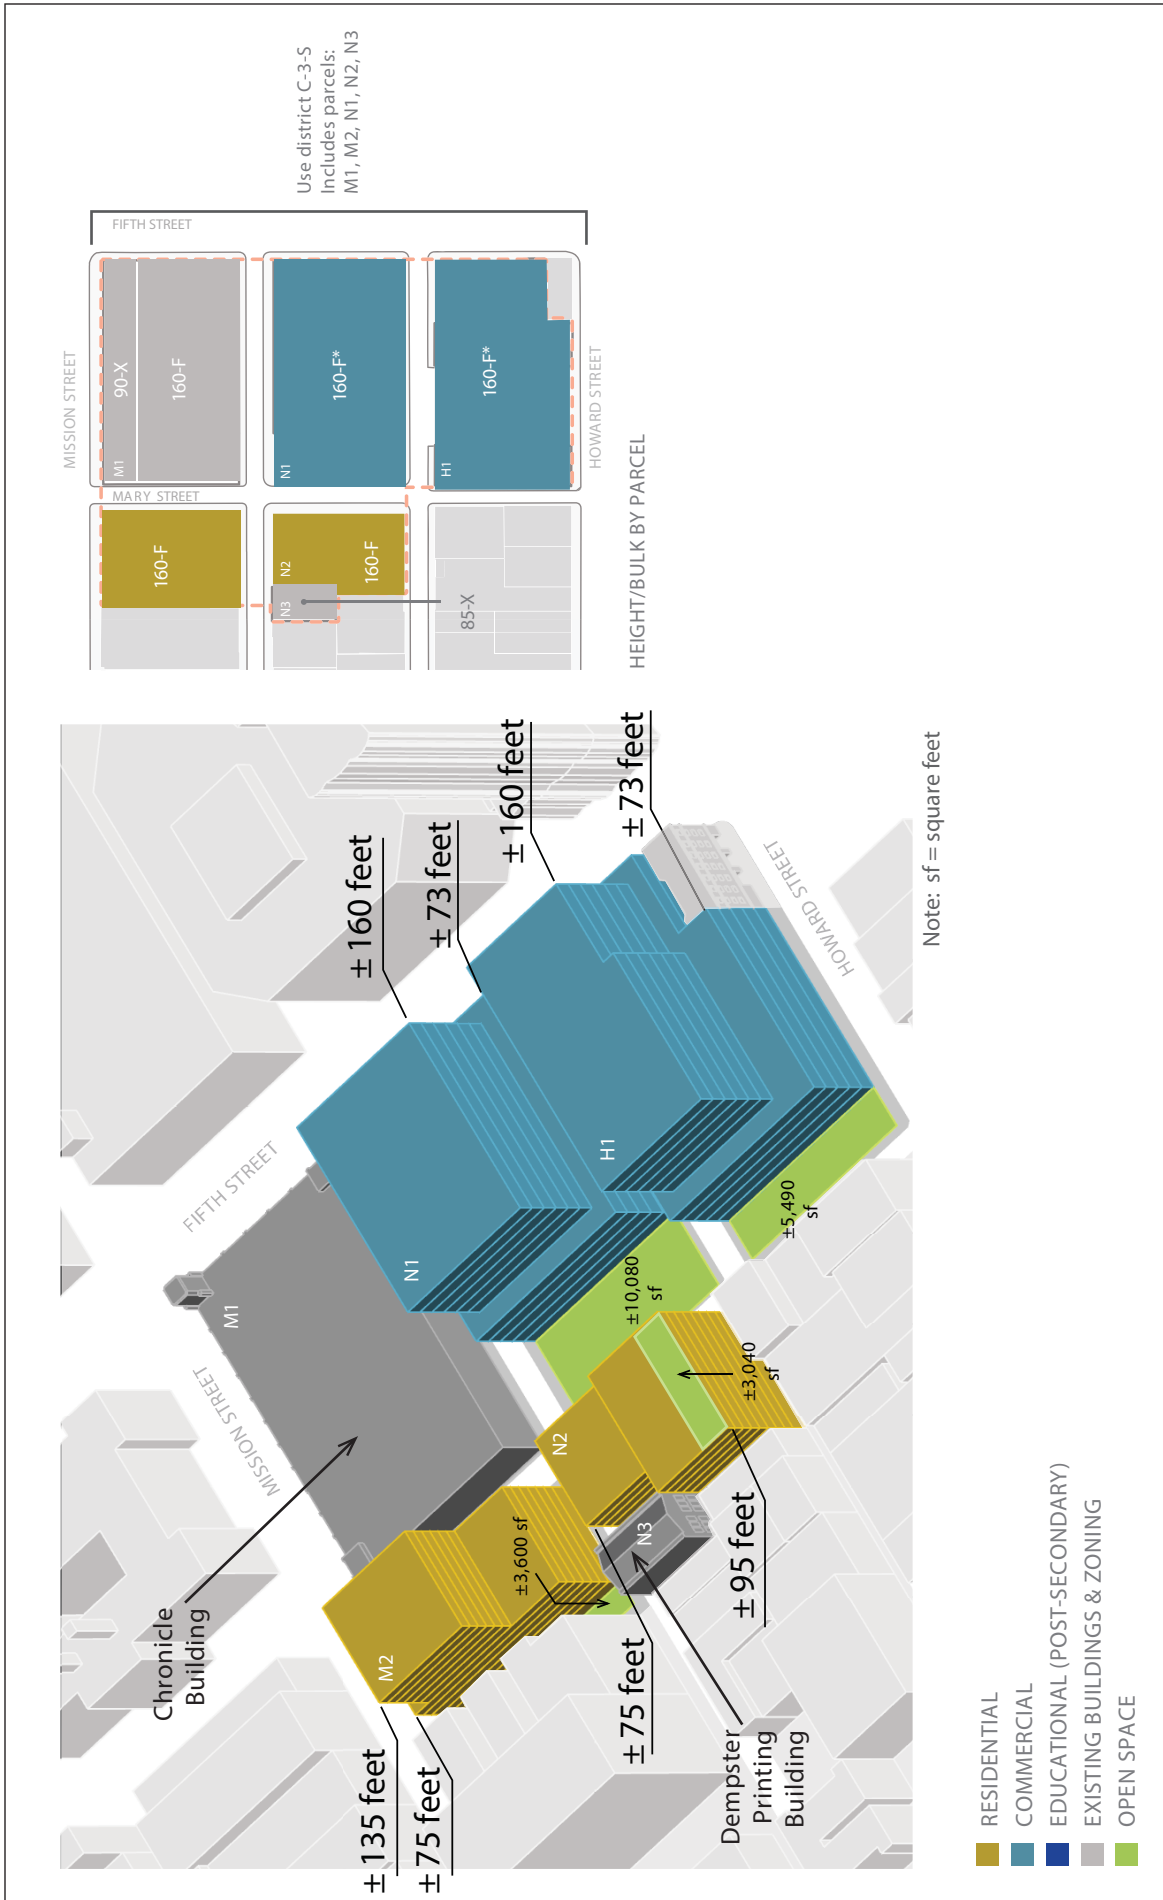 Chronicle
Building
± 135 feet
± 75 feet
M2
MISSION STREET
M1
FIFTH STREET
N1
± 160 feet
± 73 feet
± 160 feet
± 73 feet
H1
HOWARD STREET
±3,600 sf
N2
±10,080
sf
±5,490
sf
±3,040
sf
N3
± 75 feet
± 95 feet
Dempster
Printing
Building
Note: sf = square feet
RESIDENTIAL
COMMERCIAL
EDUCATIONAL (POST-SECONDARY)
EXISTING BUILDINGS & ZONING
OPEN SPACE
MISSION STREET
MARY STREET
FIFTH STREET
HOWARD STREET
160-F
M1
90-X
160-F
N3
N2
160-F
N1
160-F*
85-X
H1
160-F*
HEIGHT/BULK BY PARCEL
Use district C-3-S
Includes parcels:
M1, M2, N1, N2, N3